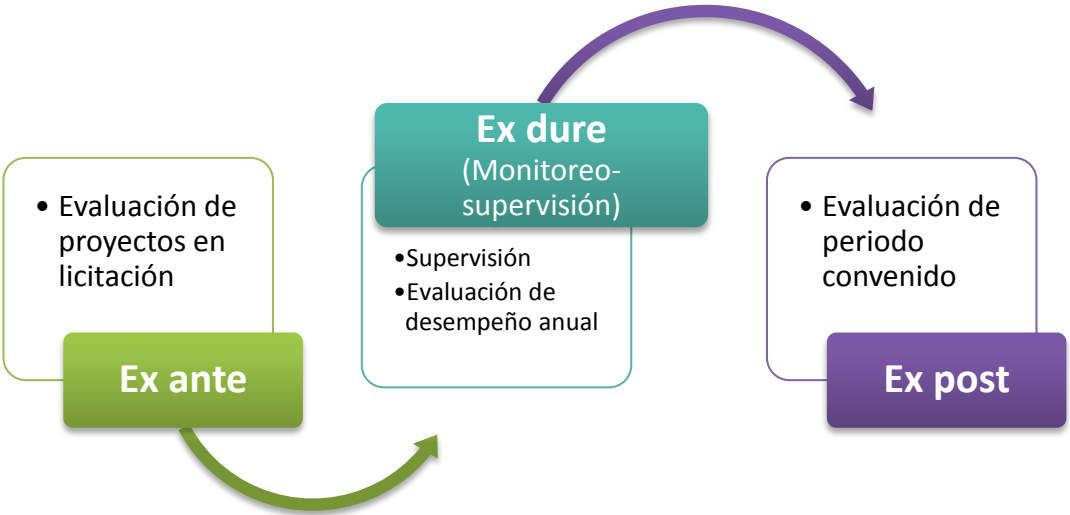 • Evaluación de
proyectos en
licitación
Ex ante
Ex dure
(Monitoreo-
supervisión)
•Supervisión
•Evaluación de
desempeño anual
• Evaluación de
periodo
convenido
Ex post